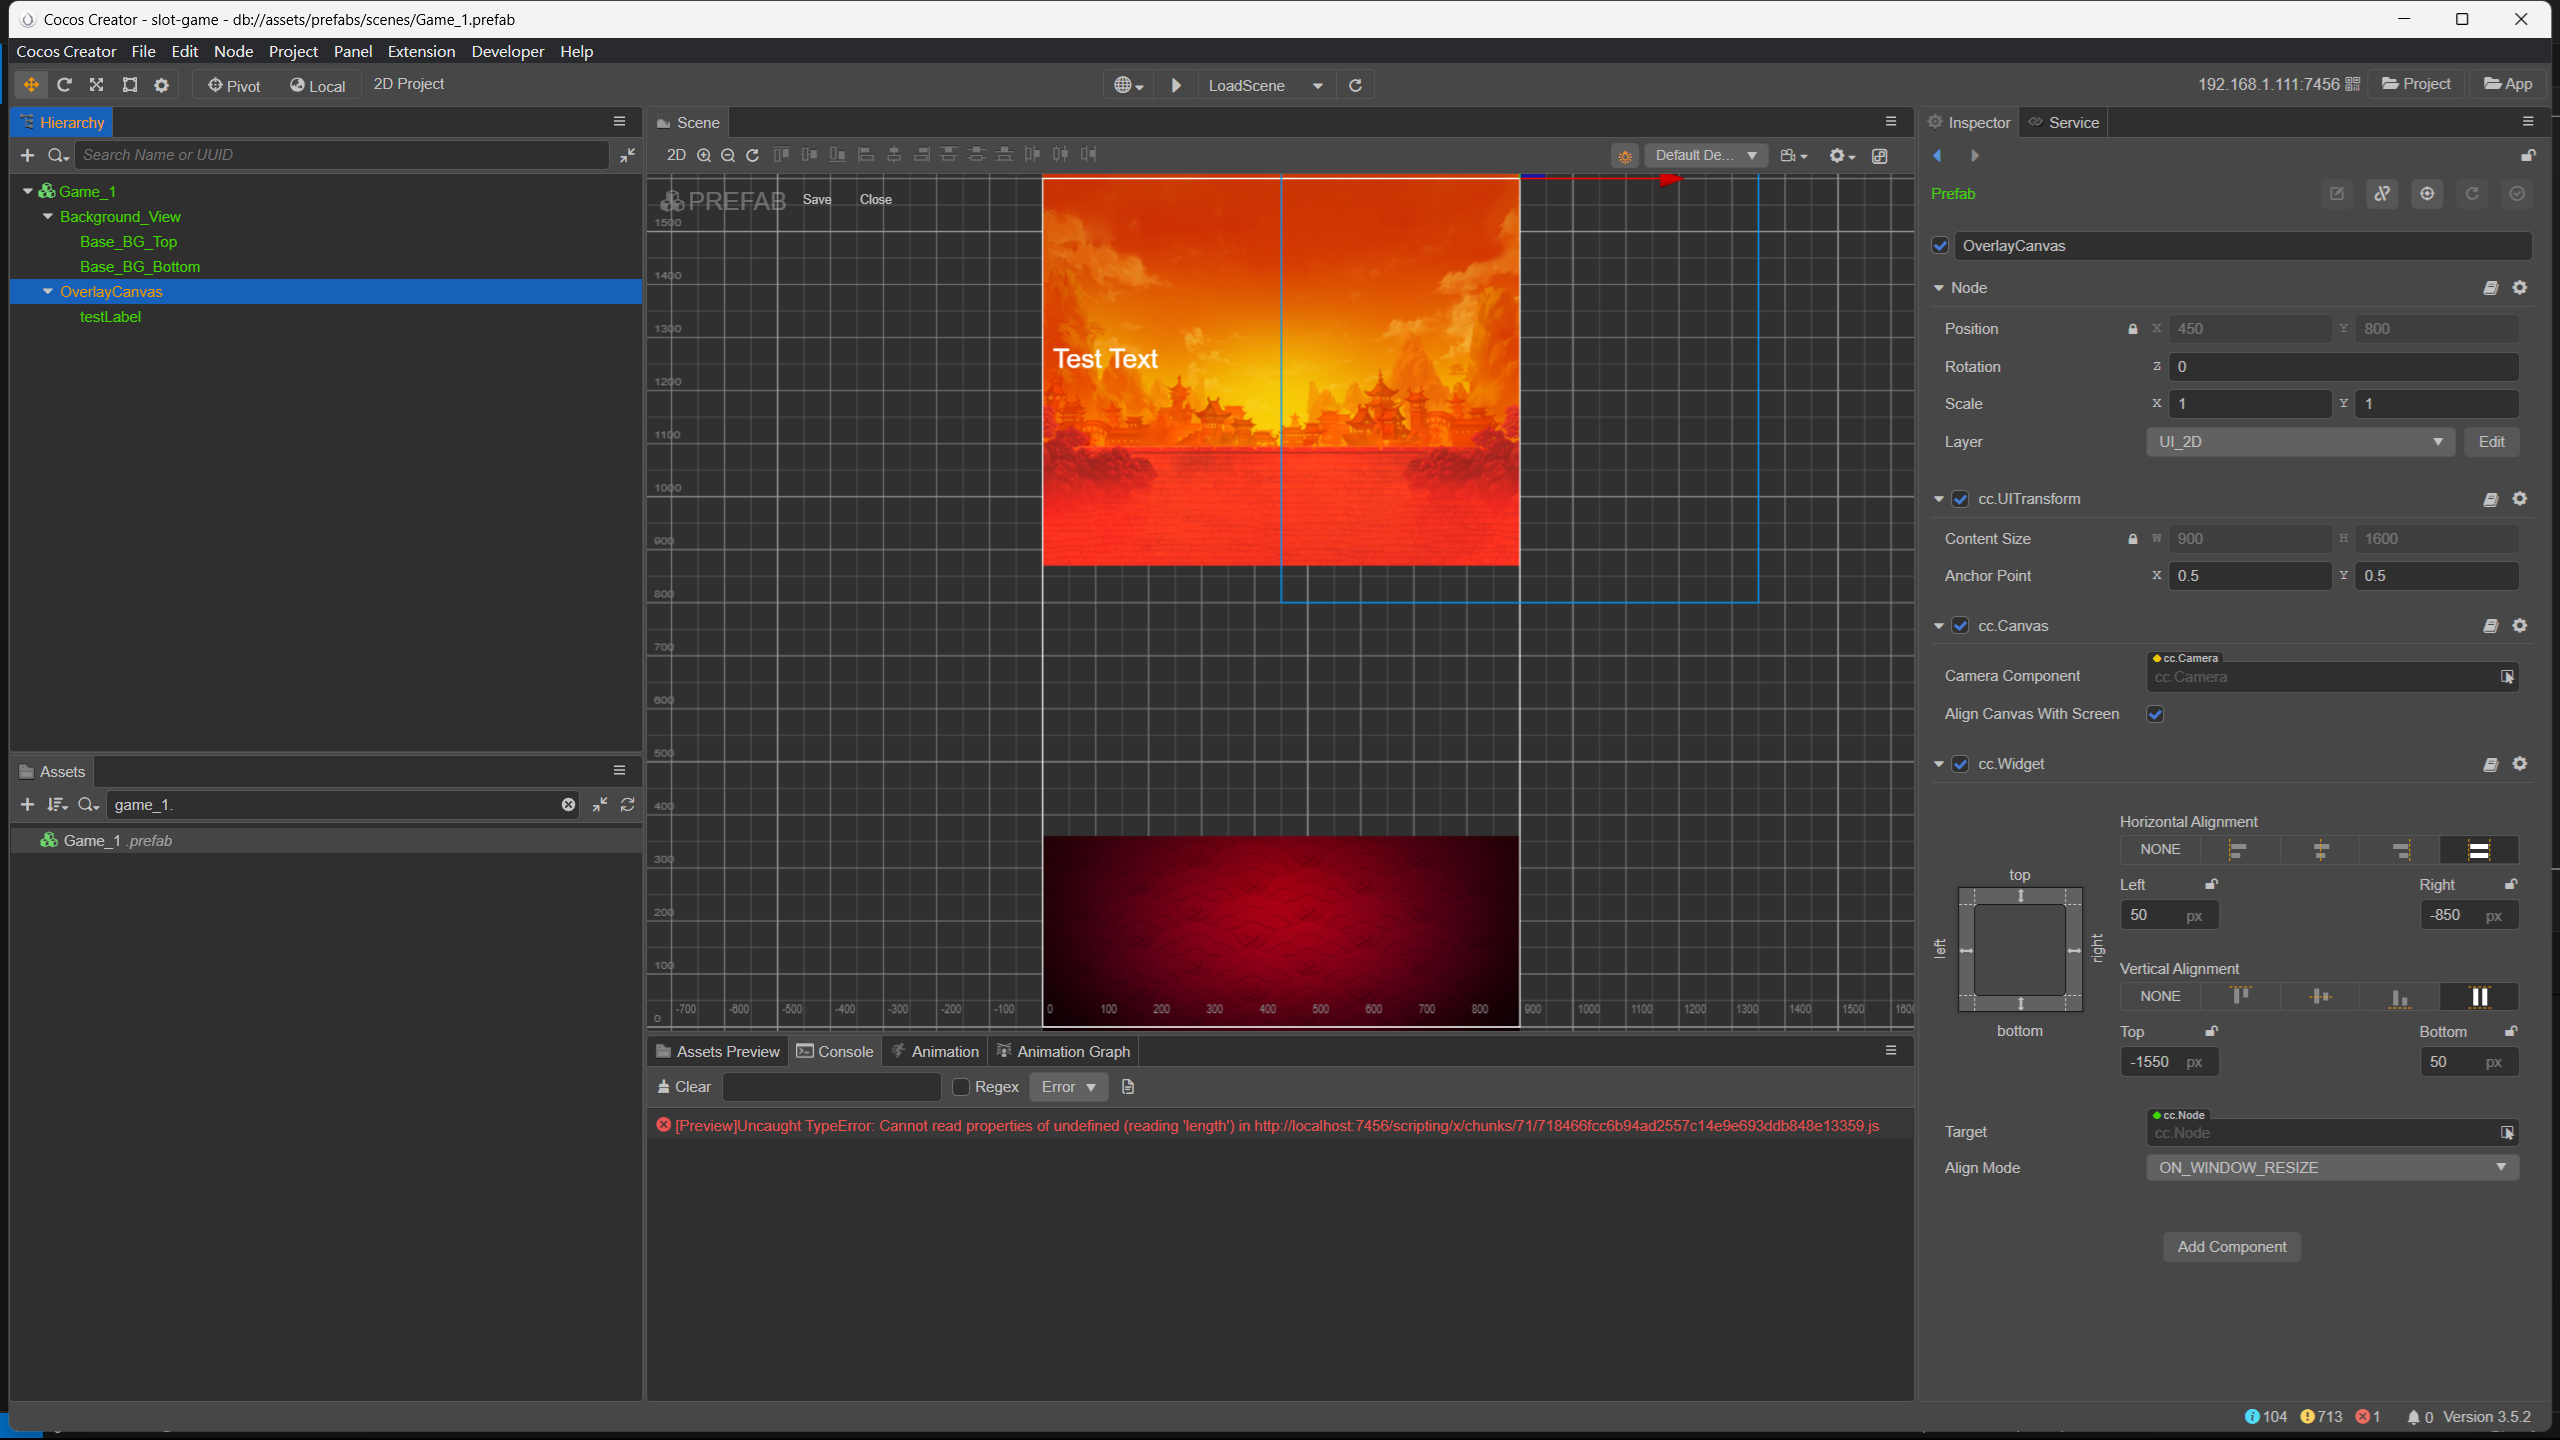 Cocos Creator - slot-game - db://assets/prefabs/scenes/Game_1.prefab
Cocos Creator File Edit Node Project Panel Extension Developer Help
Pivot Local 2D Project LoadScene 192.168.1.111:7456 Project App
Hierarchy
Search Name or UUID
Game_1
Background_View
Base_BG_Top
Base_BG_Bottom
OverlayCanvas
testLabel
Assets
game_1.
Game_1 .prefab
Scene
2D Default De...
PREFAB Save Close
1500
1400
1300
Test Text
1200
1100
1000
900
800
700
600
500
400
300
200
100
0
-700 -600 -500 -400 -300 -200 -100 0 100 200 300 400 500 600 700 800 900 1000 1100 1200 1300 1400 1500
Assets Preview Console Animation Animation Graph
Clear Regex Error
[Preview]Uncaught TypeError: Cannot read properties of undefined (reading 'length') in http://localhost:7456/scripting/x/chunks/71/718466fcc6b94ad2557c14e9e693ddb848e13359.js
Inspector Service
Prefab
OverlayCanvas
Node
Position X 450 Y 800
Rotation Z 0
Scale X 1 Y 1
Layer UI_2D Edit
cc.UITransform
Content Size W 900 H 1600
Anchor Point X 0.5 Y 0.5
cc.Canvas
cc.Camera
Camera Component cc.Camera
Align Canvas With Screen
cc.Widget
Horizontal Alignment
NONE
top
Left Right
50 px -850 px
left right
Vertical Alignment
NONE
bottom
Top Bottom
-1550 px 50 px
cc.Node
Target cc.Node
Align Mode ON_WINDOW_RESIZE
Add Component
104 713 1 0 Version 3.5.2